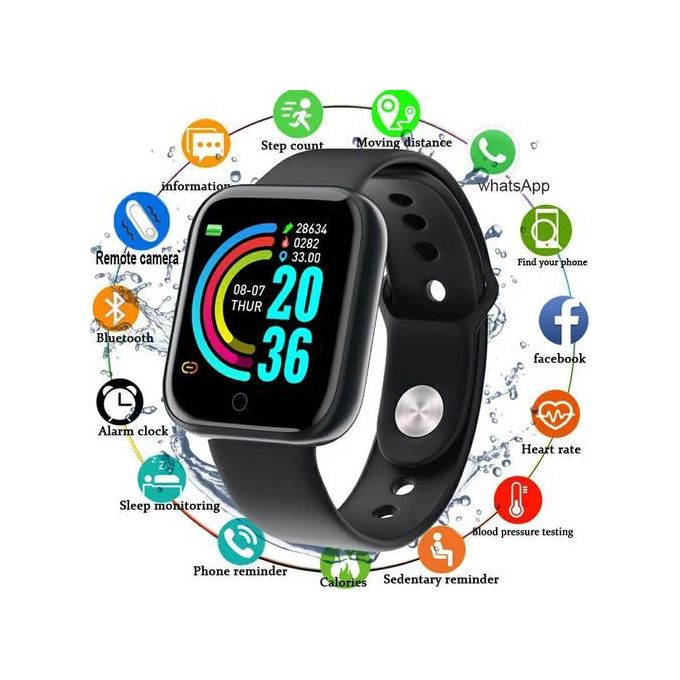 Step count
Moving distance
information
whatsApp
Remote camera
Find your phone
28634
0282
33.00
08-07
THUR
20
36
Bluetooth
facebook
Alarm clock
Heart rate
Sleep monitoring
Blood pressure testing
Phone reminder
Calories
Sedentary reminder